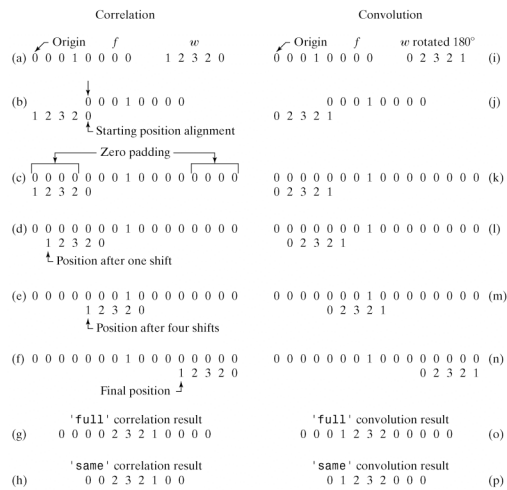 Correlation
Convolution
Origin f w
(a) 0 0 0 1 0 0 0 0 1 2 3 2 0
Origin f w rotated 180°
0 0 0 1 0 0 0 0 0 2 3 2 1 (i)
(b) 0 0 0 1 0 0 0 0
1 2 3 2 0
Starting position alignment
0 0 0 1 0 0 0 0 (j)
0 2 3 2 1
Zero padding
(c) 0 0 0 0 0 0 0 1 0 0 0 0 0 0 0 0
1 2 3 2 0
0 0 0 0 0 0 0 1 0 0 0 0 0 0 0 0 (k)
0 2 3 2 1
(d) 0 0 0 0 0 0 0 1 0 0 0 0 0 0 0 0
1 2 3 2 0
Position after one shift
0 0 0 0 0 0 0 1 0 0 0 0 0 0 0 0 (l)
0 2 3 2 1
(e) 0 0 0 0 0 0 0 1 0 0 0 0 0 0 0 0
1 2 3 2 0
Position after four shifts
0 0 0 0 0 0 0 1 0 0 0 0 0 0 0 0 (m)
0 2 3 2 1
(f) 0 0 0 0 0 0 0 1 0 0 0 0 0 0 0 0
1 2 3 2 0
Final position
0 0 0 0 0 0 0 1 0 0 0 0 0 0 0 0 (n)
0 2 3 2 1
'full' correlation result
(g) 0 0 0 0 2 3 2 1 0 0 0 0
'full' convolution result
0 0 0 1 2 3 2 0 0 0 0 0 (o)
'same' correlation result
(h) 0 0 2 3 2 1 0 0
'same' convolution result
0 1 2 3 2 0 0 0 (p)